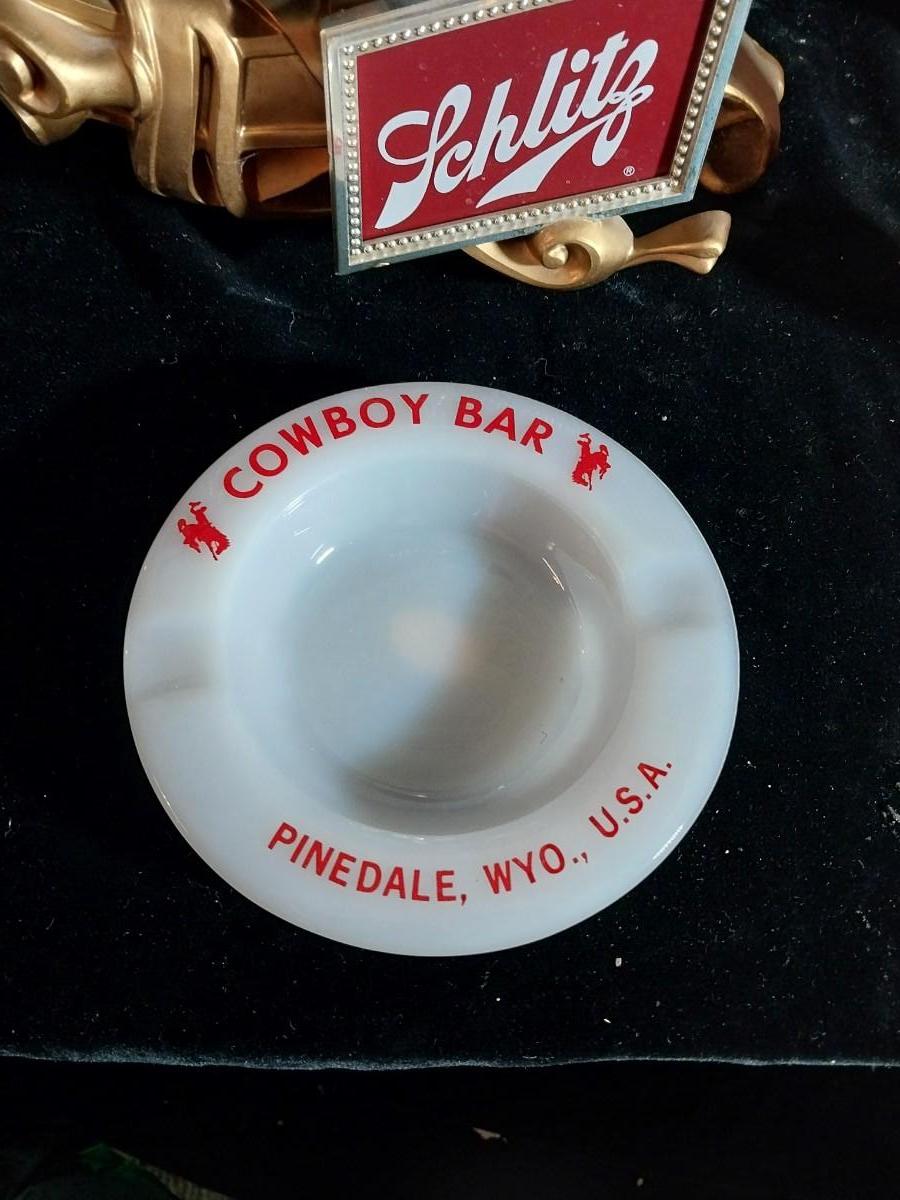 Schlitz
®
COWBOY BAR
PINEDALE, WYO., U.S.A.